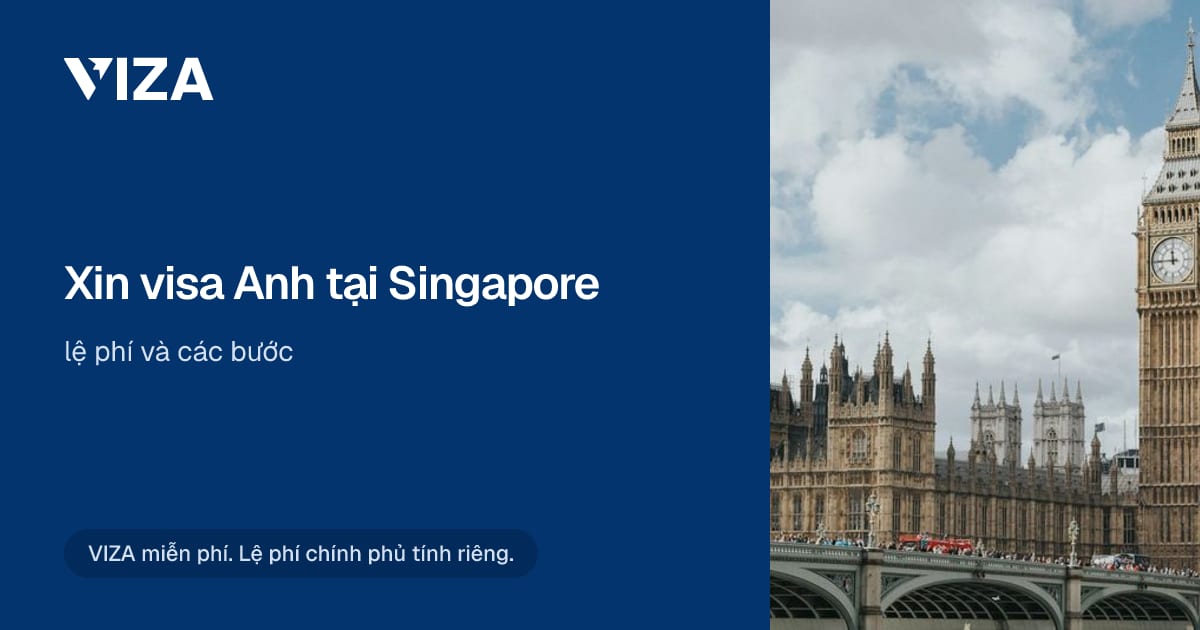 VIZA
Xin visa Anh tại Singapore
lệ phí và các bước
VIZA miễn phí. Lệ phí chính phủ tính riêng.